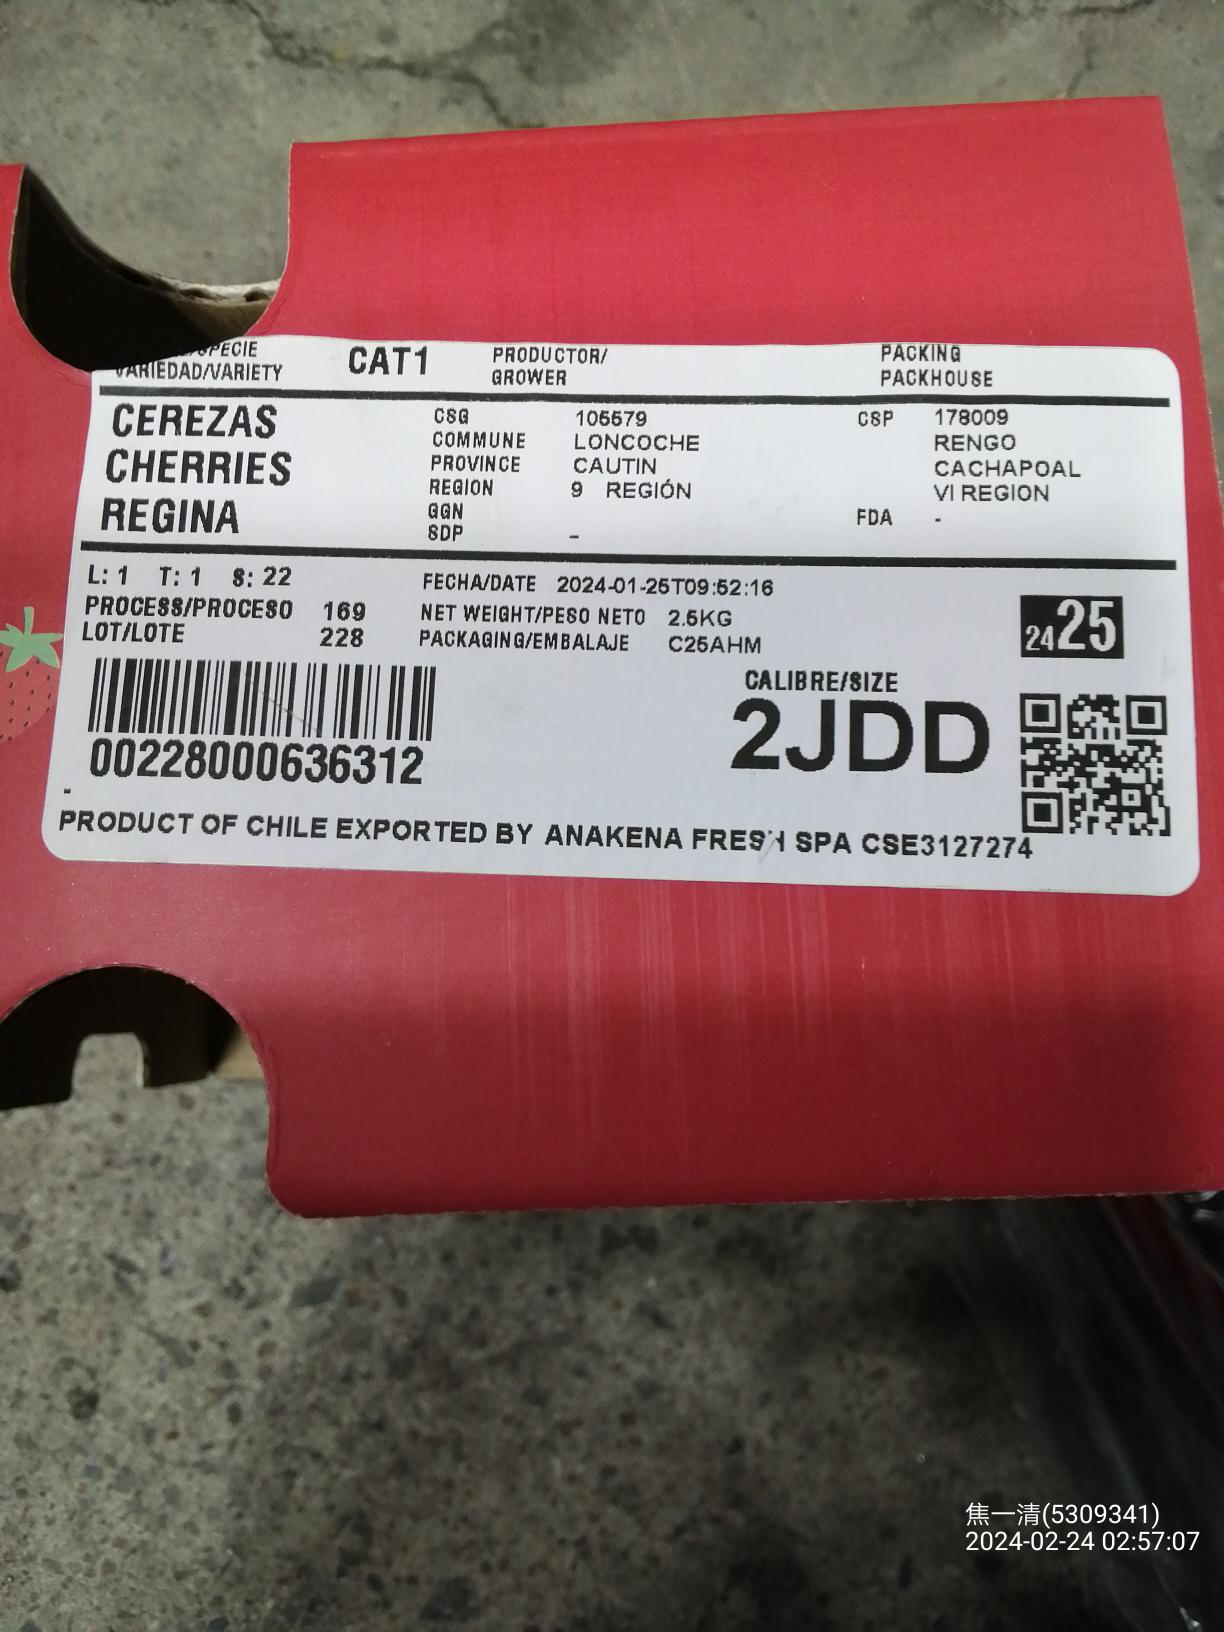 /SPECIE
VARIEDAD/VARIETY
CAT1
PRODUCTOR/
GROWER
PACKING
PACKHOUSE
CEREZAS
CHERRIES
REGINA
CSG 105579
COMMUNE LONCOCHE
PROVINCE CAUTIN
REGION 9 REGIÓN
GGN
SDP -
CSP 178009
RENGO
CACHAPOAL
VI REGION
FDA -
L: 1 T: 1 S: 22
PROCESS/PROCESO 169
LOT/LOTE 228
FECHA/DATE 2024-01-25T09:52:16
NET WEIGHT/PESO NETO 2.5KG
PACKAGING/EMBALAJE C25AHM
2425
CALIBRE/SIZE
2JDD
00228000636312
-
PRODUCT OF CHILE EXPORTED BY ANAKENA FRESH SPA CSE3127274
焦一清(5309341)
2024-02-24 02:57:07